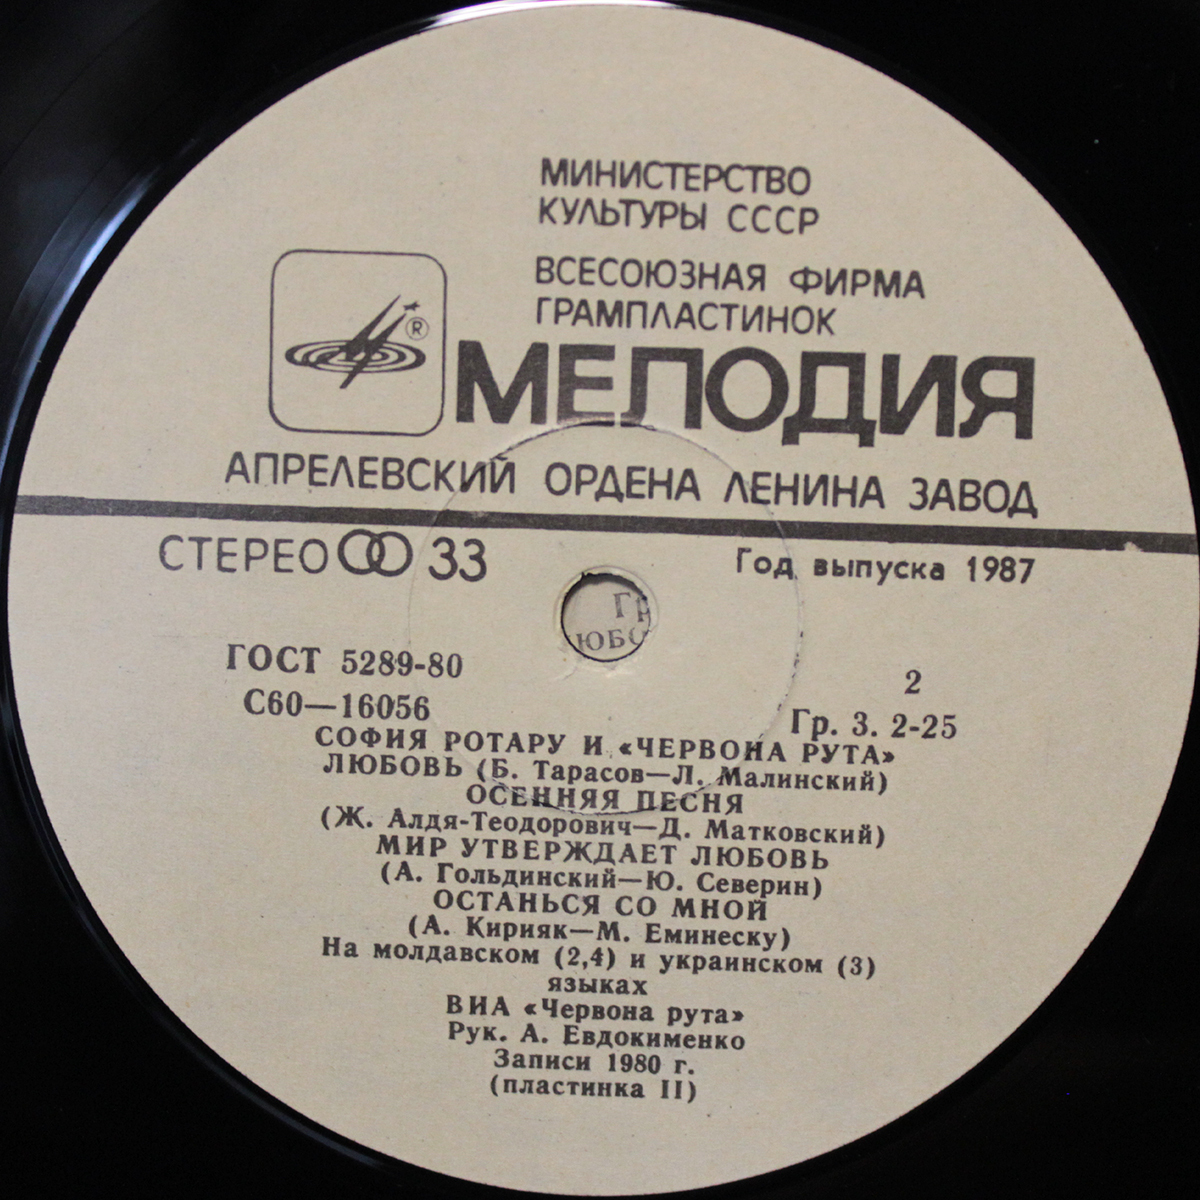 МИНИСТЕРСТВО
КУЛЬТУРЫ СССР
ВСЕСОЮЗНАЯ ФИРМА
ГРАМПЛАСТИНОК
®
МЕЛОДИЯ
АПРЕЛЕВСКИЙ ОРДЕНА ЛЕНИНА ЗАВОД
СТЕРЕО 33
Год выпуска 1987
ГОСТ 5289-80
2
С60—16056
Гр. 3. 2-25
СОФИЯ РОТАРУ И «ЧЕРВОНА РУТА»
ЛЮБОВЬ (Б. Тарасов—Л. Малинский)
ОСЕННЯЯ ПЕСНЯ
(Ж. Алдя-Теодорович—Д. Матковский)
МИР УТВЕРЖДАЕТ ЛЮБОВЬ
(А. Гольдинский—Ю. Северин)
ОСТАНЬСЯ СО МНОЙ
(А. Кирияк—М. Еминеску)
На молдавском (2,4) и украинском (3)
языках
ВИА «Червона рута»
Рук. А. Евдокименко
Записи 1980 г.
(пластинка II)